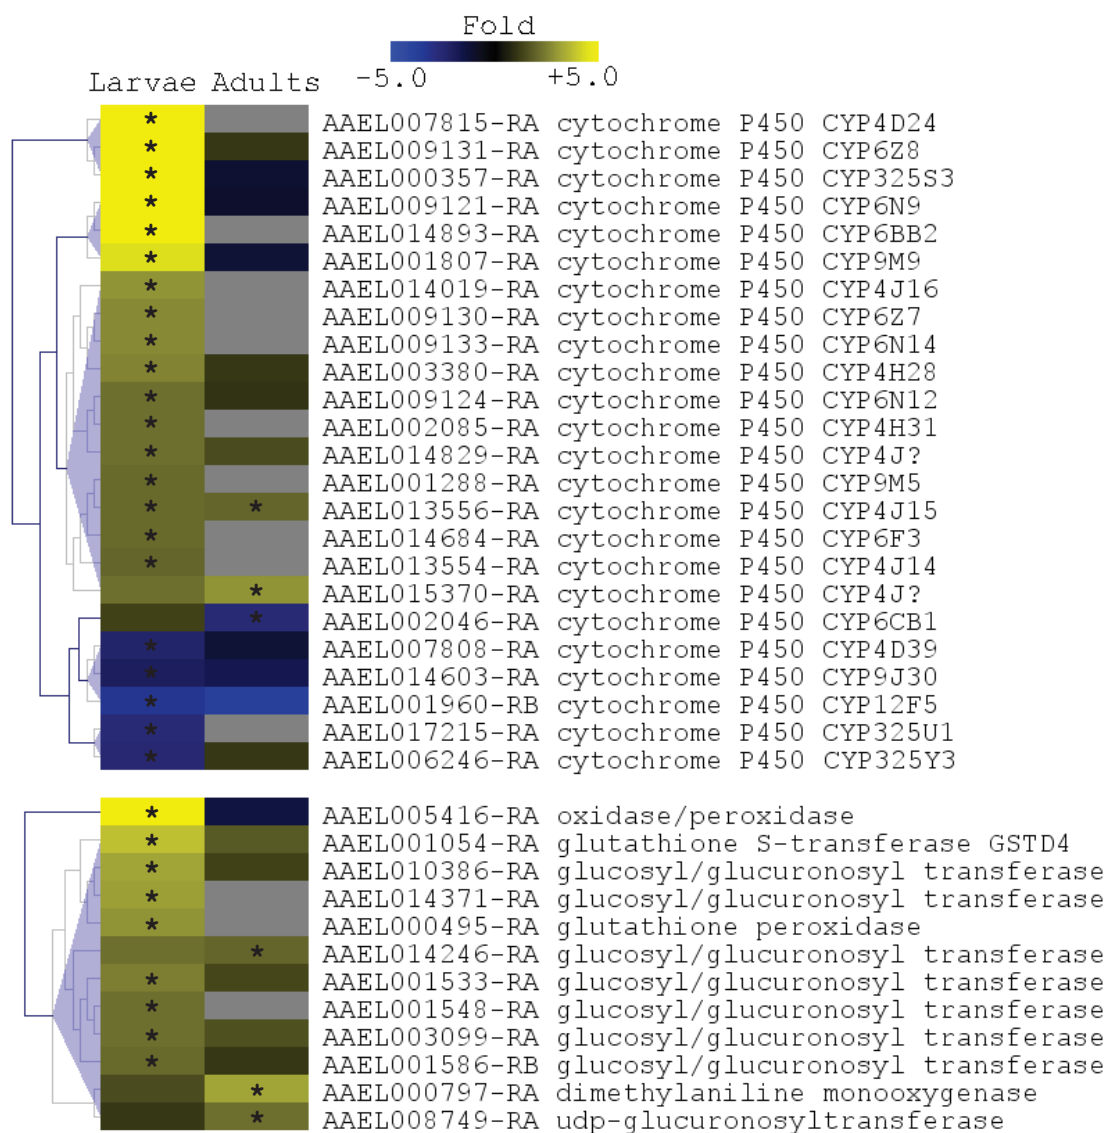 Fold
-5.0 +5.0
Larvae Adults
* AAEL007815-RA cytochrome P450 CYP4D24
* AAEL009131-RA cytochrome P450 CYP6Z8
* AAEL000357-RA cytochrome P450 CYP325S3
* AAEL009121-RA cytochrome P450 CYP6N9
* AAEL014893-RA cytochrome P450 CYP6BB2
* AAEL001807-RA cytochrome P450 CYP9M9
* AAEL014019-RA cytochrome P450 CYP4J16
* AAEL009130-RA cytochrome P450 CYP6Z7
* AAEL009133-RA cytochrome P450 CYP6N14
* AAEL003380-RA cytochrome P450 CYP4H28
* AAEL009124-RA cytochrome P450 CYP6N12
* AAEL002085-RA cytochrome P450 CYP4H31
* AAEL014829-RA cytochrome P450 CYP4J?
* AAEL001288-RA cytochrome P450 CYP9M5
* * AAEL013556-RA cytochrome P450 CYP4J15
* AAEL014684-RA cytochrome P450 CYP6F3
* AAEL013554-RA cytochrome P450 CYP4J14
* AAEL015370-RA cytochrome P450 CYP4J?
* AAEL002046-RA cytochrome P450 CYP6CB1
* AAEL007808-RA cytochrome P450 CYP4D39
* AAEL014603-RA cytochrome P450 CYP9J30
* AAEL001960-RB cytochrome P450 CYP12F5
* AAEL017215-RA cytochrome P450 CYP325U1
* AAEL006246-RA cytochrome P450 CYP325Y3
* AAEL005416-RA oxidase/peroxidase
* AAEL001054-RA glutathione S-transferase GSTD4
* AAEL010386-RA glucosyl/glucuronosyl transferase
* AAEL014371-RA glucosyl/glucuronosyl transferase
* AAEL000495-RA glutathione peroxidase
* AAEL014246-RA glucosyl/glucuronosyl transferase
* AAEL001533-RA glucosyl/glucuronosyl transferase
* AAEL001548-RA glucosyl/glucuronosyl transferase
* AAEL003099-RA glucosyl/glucuronosyl transferase
* AAEL001586-RB glucosyl/glucuronosyl transferase
* AAEL000797-RA dimethylaniline monooxygenase
* AAEL008749-RA udp-glucuronosyltransferase